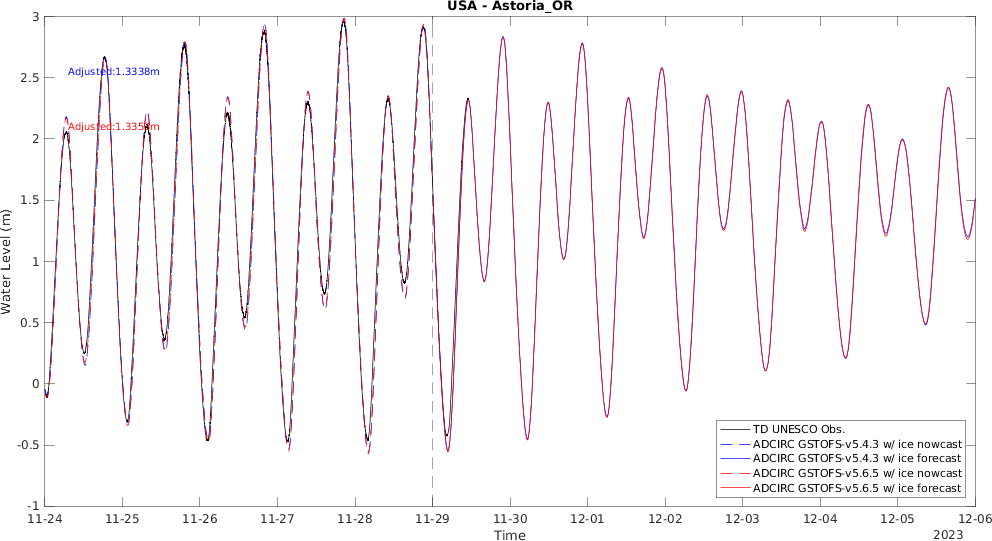 USA - Astoria_OR
3
2.5
2
1.5
1
0.5
0
-0.5
-1
Water Level (m)
Adjusted:1.3338m
Adjusted:1.3358m
TD UNESCO Obs.
ADCIRC GSTOFS-v5.4.3 w/ ice nowcast
ADCIRC GSTOFS-v5.4.3 w/ ice forecast
ADCIRC GSTOFS-v5.6.5 w/ ice nowcast
ADCIRC GSTOFS-v5.6.5 w/ ice forecast
11-24 11-25 11-26 11-27 11-28 11-29 11-30 12-01 12-02 12-03 12-04 12-05 12-06
Time
2023